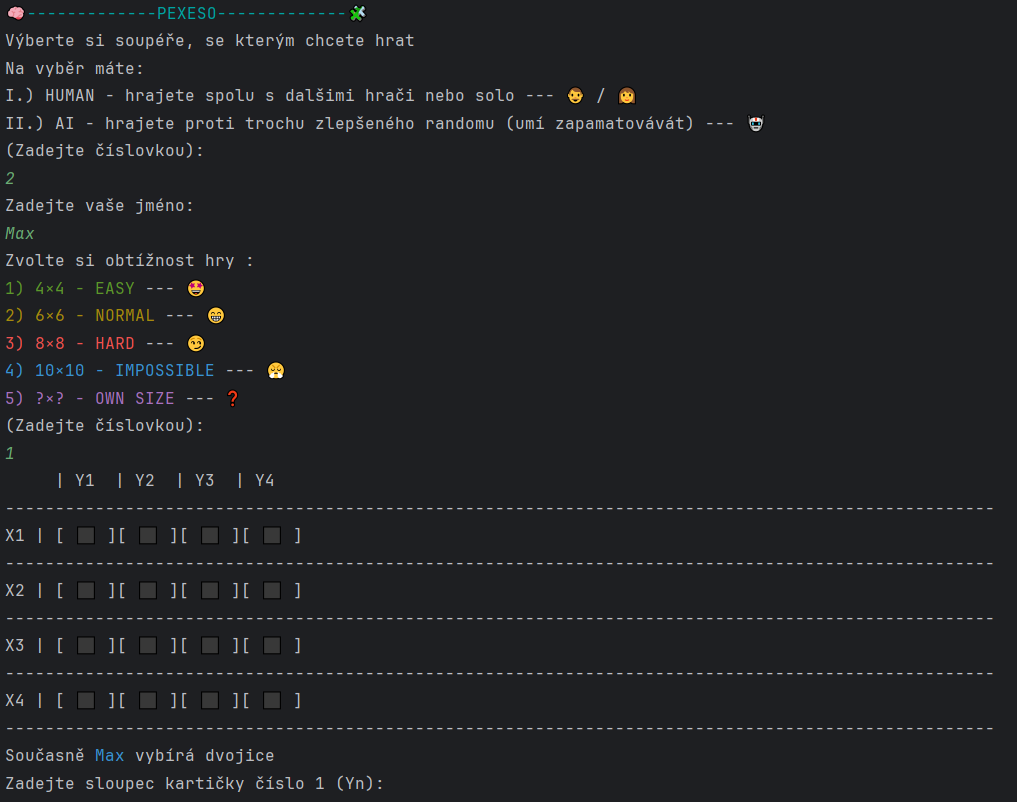 🧠-------------PEXESO-------------🧩
Výberte si soupéře, se kterým chcete hrat
Na vyběr máte:
I.) HUMAN - hrajete spolu s dalšimi hrači nebo solo --- 👨 / 👩
II.) AI - hrajete proti trochu zlepšeného randomu (umí zapamatovávát) --- 🤖
(Zadejte číslovkou):
2
Zadejte vaše jméno:
Max
Zvolte si obtížnost hry :
1) 4×4 - EASY --- 🤩
2) 6×6 - NORMAL --- 😁
3) 8×8 - HARD --- 😏
4) 10×10 - IMPOSSIBLE --- 😤
5) ?×? - OWN SIZE --- ❓
(Zadejte číslovkou):
1
| Y1 | Y2 | Y3 | Y4
---------------------------------------------------------------------------------------------------
X1 | [ ⬛ ][ ⬛ ][ ⬛ ][ ⬛ ]
---------------------------------------------------------------------------------------------------
X2 | [ ⬛ ][ ⬛ ][ ⬛ ][ ⬛ ]
---------------------------------------------------------------------------------------------------
X3 | [ ⬛ ][ ⬛ ][ ⬛ ][ ⬛ ]
---------------------------------------------------------------------------------------------------
X4 | [ ⬛ ][ ⬛ ][ ⬛ ][ ⬛ ]
---------------------------------------------------------------------------------------------------
Současně Max vybírá dvojice
Zadejte sloupec kartičky číslo 1 (Yn):